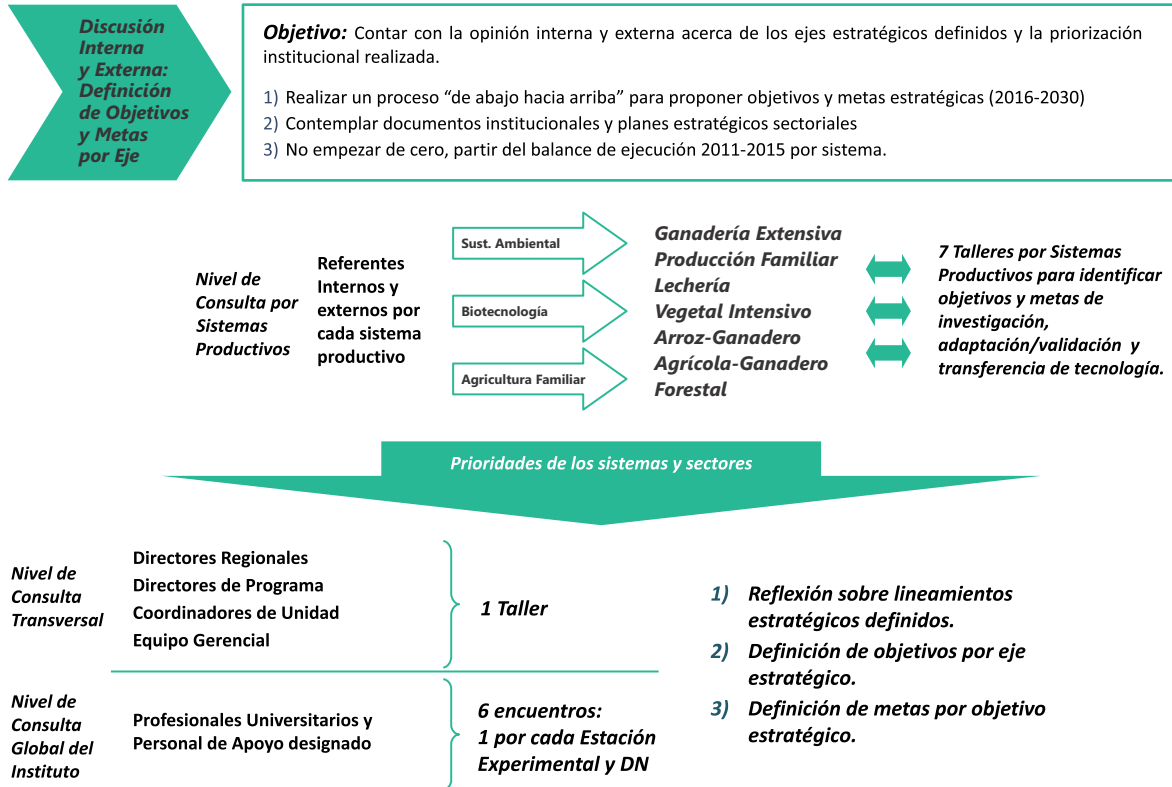 Discusión
Interna
y Externa:
Definición
de Objetivos
y Metas
por Eje
Objetivo: Contar con la opinión interna y externa acerca de los ejes estratégicos definidos y la priorización
institucional realizada.
1) Realizar un proceso “de abajo hacia arriba” para proponer objetivos y metas estratégicas (2016-2030)
2) Contemplar documentos institucionales y planes estratégicos sectoriales
3) No empezar de cero, partir del balance de ejecución 2011-2015 por sistema.
Nivel de
Consulta por
Sistemas
Productivos
Referentes
Internos y
externos por
cada sistema
productivo
Sust. Ambiental
Biotecnología
Agricultura Familiar
Ganadería Extensiva
Producción Familiar
Lechería
Vegetal Intensivo
Arroz-Ganadero
Agrícola-Ganadero
Forestal
7 Talleres por Sistemas
Productivos para identificar
objetivos y metas de
investigación,
adaptación/validación y
transferencia de tecnología.
Prioridades de los sistemas y sectores
Nivel de
Consulta
Transversal
Directores Regionales
Directores de Programa
Coordinadores de Unidad
Equipo Gerencial
1 Taller
Nivel de
Consulta
Global del
Instituto
Profesionales Universitarios y
Personal de Apoyo designado
6 encuentros:
1 por cada Estación
Experimental y DN
1) Reflexión sobre lineamientos
estratégicos definidos.
2) Definición de objetivos por eje
estratégico.
3) Definición de metas por objetivo
estratégico.